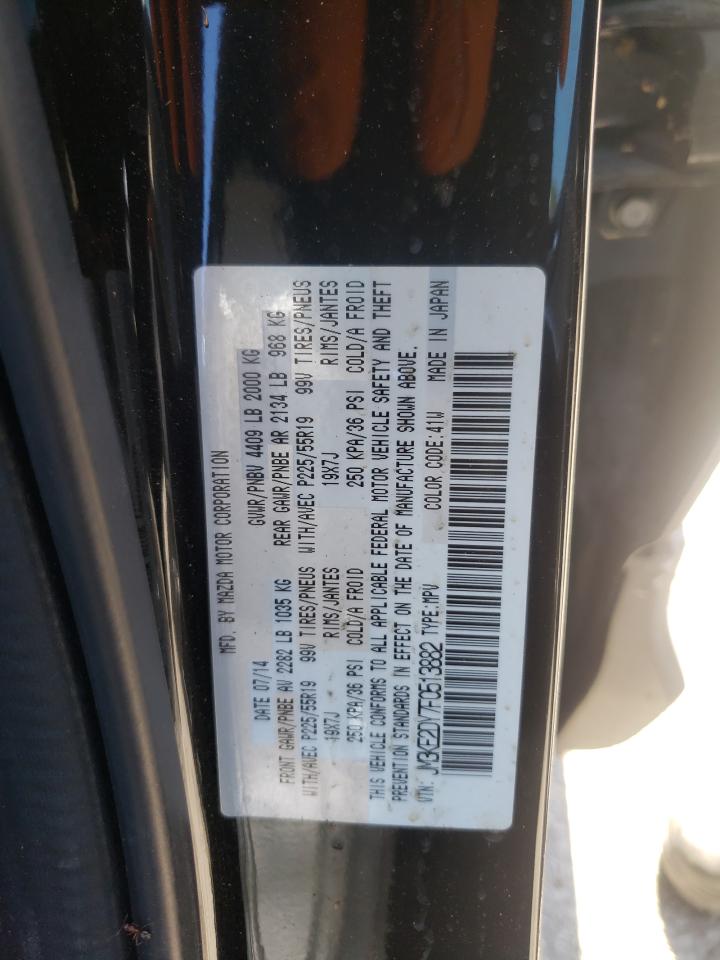 MFD. BY MAZDA MOTOR CORPORATION
DATE 07/14 GVWR/PNBV 4409 LB 2000 KG
FRONT GAWR/PNBE AV 2282 LB 1035 KG REAR GAWR/PNBE AR 2134 LB 968 KG
WITH/AVEC P225/55R19 99V TIRES/PNEUS WITH/AVEC P225/55R19 99V TIRES/PNEUS
19X7J RIMS/JANTES 19X7J RIMS/JANTES
250 KPA/36 PSI COLD/A FROID 250 KPA/36 PSI COLD/A FROID
THIS VEHICLE CONFORMS TO ALL APPLICABLE FEDERAL MOTOR VEHICLE SAFETY AND THEFT
PREVENTION STANDARDS IN EFFECT ON THE DATE OF MANUFACTURE SHOWN ABOVE.
VIN: JM3KE2DY7F0513882 TYPE:MPV COLOR CODE:41W MADE IN JAPAN